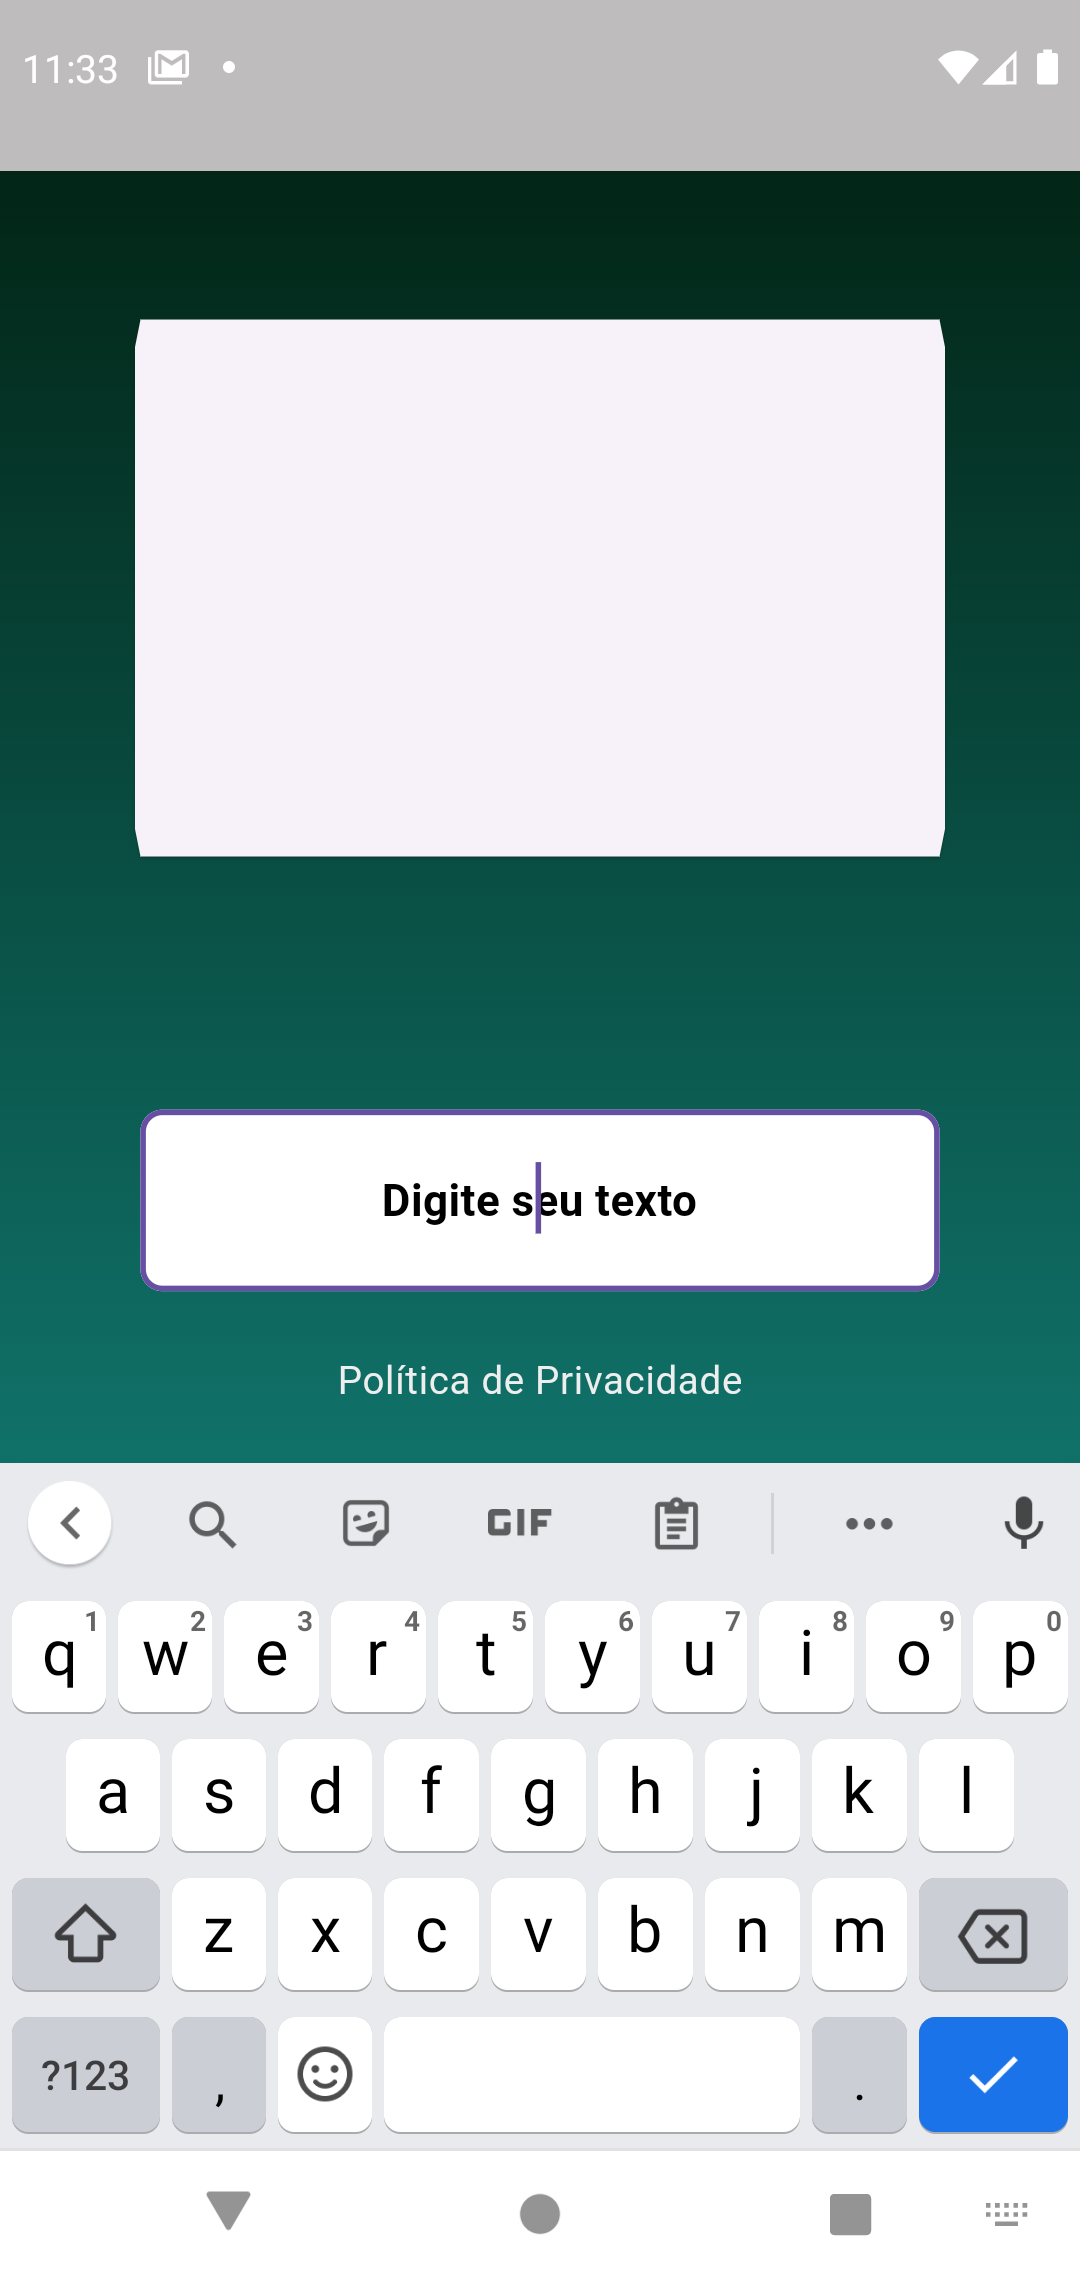 11:33
Digite seu texto
Política de Privacidade
GIF
q 1 w 2 e 3 r 4 t 5 y 6 u 7 i 8 o 9 p 0
a s d f g h j k l
z x c v b n m
?123 , .